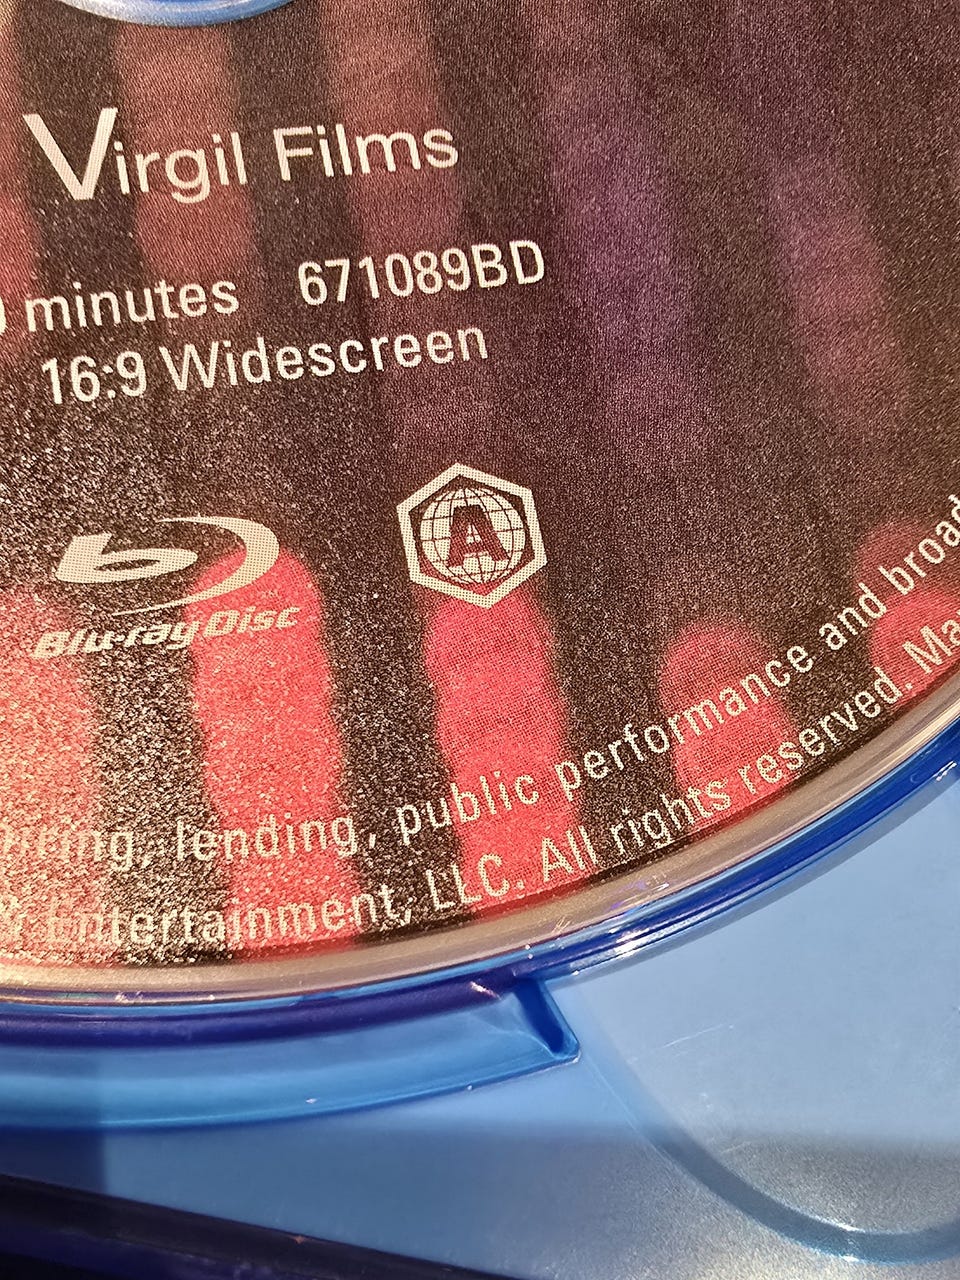 Virgil Films
minutes 671089BD
16:9 Widescreen
Blu-ray Disc
A
lending, public performance and
Entertainment, LLC. All rights reserved.